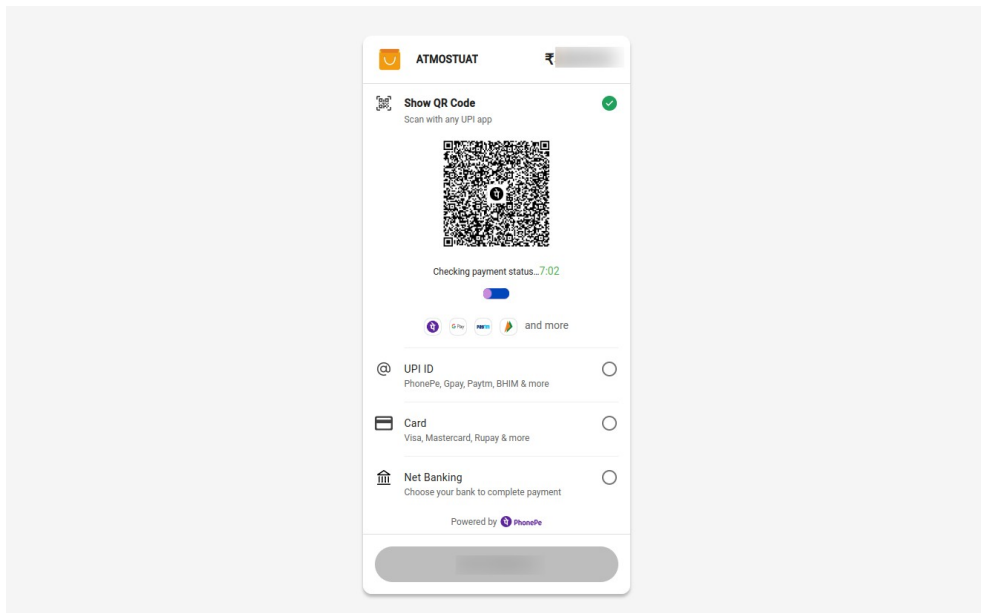 ATMOSTUAT
₹
Show QR Code
Scan with any UPI app
Checking payment status...7:02
G Pay
paytm
and more
UPI ID
PhonePe, Gpay, Paytm, BHIM & more
Card
Visa, Mastercard, Rupay & more
Net Banking
Choose your bank to complete payment
Powered by PhonePe